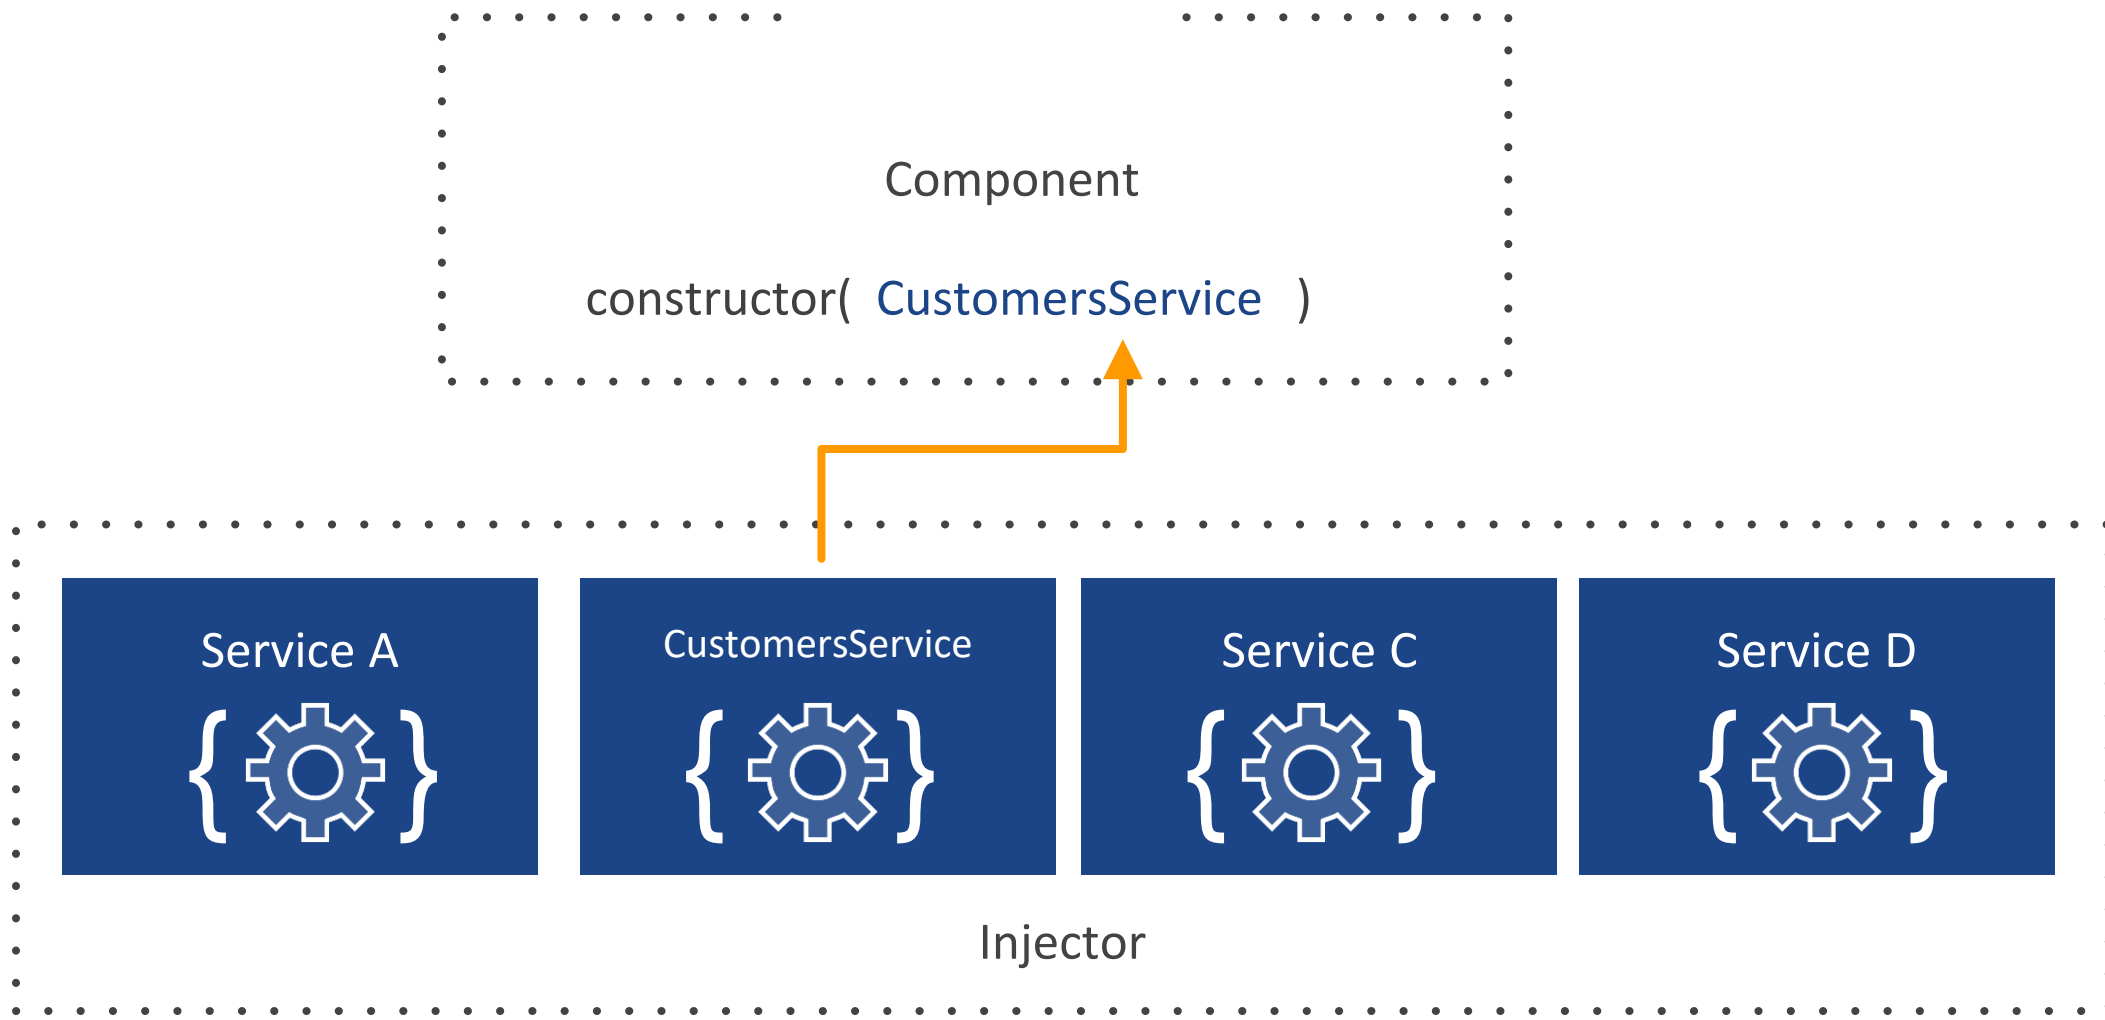 Component
constructor( CustomersService )
Service A
CustomersService
Service C
Service D
Injector